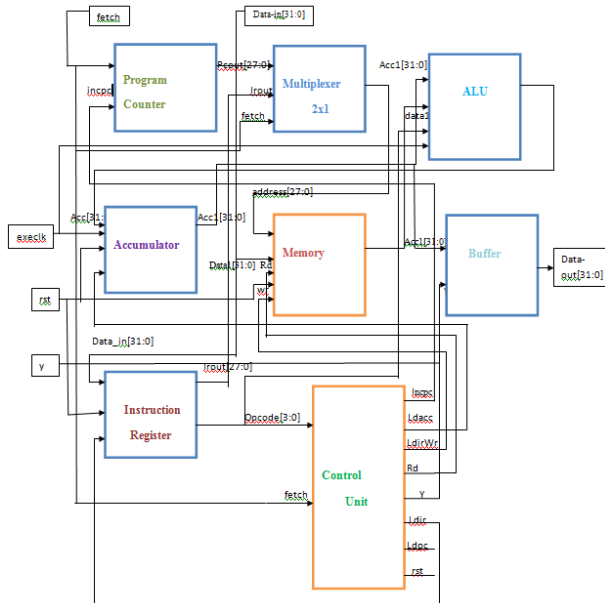 fetch
Data-in[31:0]
Pcout[27:0]
Acc1[31:0]
Program
Counter
incpc
Irout
Multiplexer
2x1
ALU
data1
fetch
address[27:0]
Acc[31:
Acc1[31:0]
execlk
Accumulator
Memory
Acc1[31:0]
Buffer
Data-
out[31:0]
Data1[31:0]
Rd
wr
rst
Data_in[31:0]
y
Irout[27:0]
Instruction
Register
Opcode[3:0]
Incpc
Ldacc
LdirWr
Rd
Control
Unit
fetch
Y
Ldir
Ldpc
rst